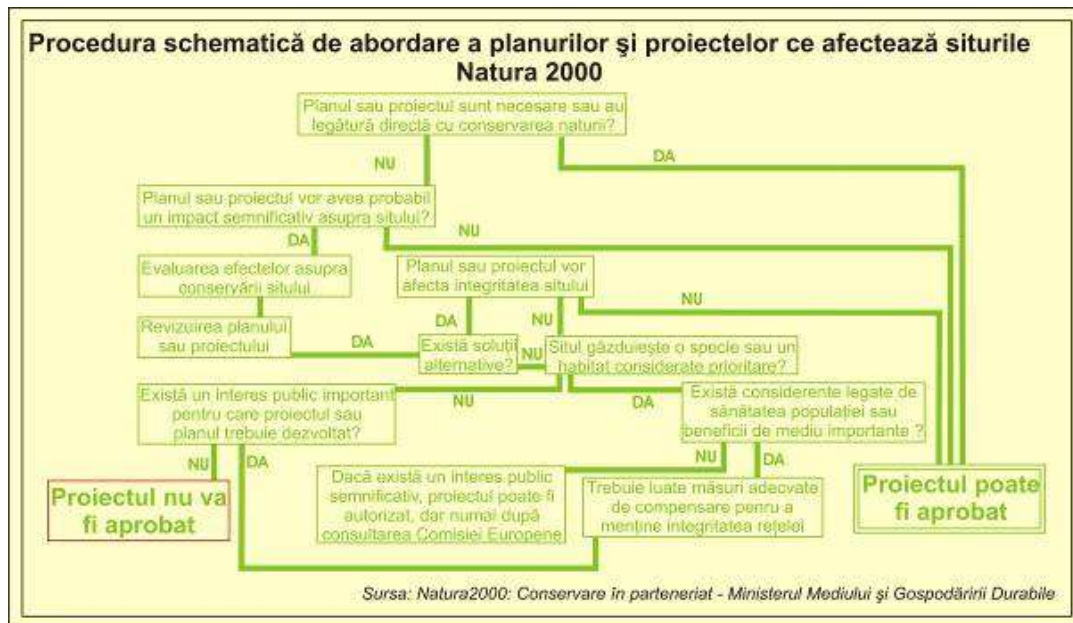 Procedura schematică de abordare a planurilor şi proiectelor ce afectează siturile
Natura 2000
Planul sau proiectul sunt necesare sau au
legătură directă cu conservarea naturii?
NU
DA
Planul sau proiectul vor avea probabil
un impact semnificativ asupra sitului?
DA
NU
Evaluarea efectelor asupra
conservării sitului
Planul sau proiectul vor
afecta integritatea sitului
NU
DA
NU
Revizuirea planului
sau proiectului
DA
Există soluţii
alternative?
NU
Situl găzduieşte o specie sau un
habitat considerate prioritare?
Există un interes public important
pentru care proiectul sau
planul trebuie dezvoltat?
NU
DA
Există considerente legate de
sănătatea populaţiei sau
beneficii de mediu importante ?
NU
DA
NU
DA
Proiectul nu va
fi aprobat
Dacă există un interes public
semnificativ, proiectul poate fi
autorizat, dar numai după
consultarea Comisiei Europene
Trebuie luate măsuri adecvate
de compensare penru a
menţine integritatea reţelei
Proiectul poate
fi aprobat
Sursa: Natura2000: Conservare în parteneriat - Ministerul Mediului şi Gospodăririi Durabile